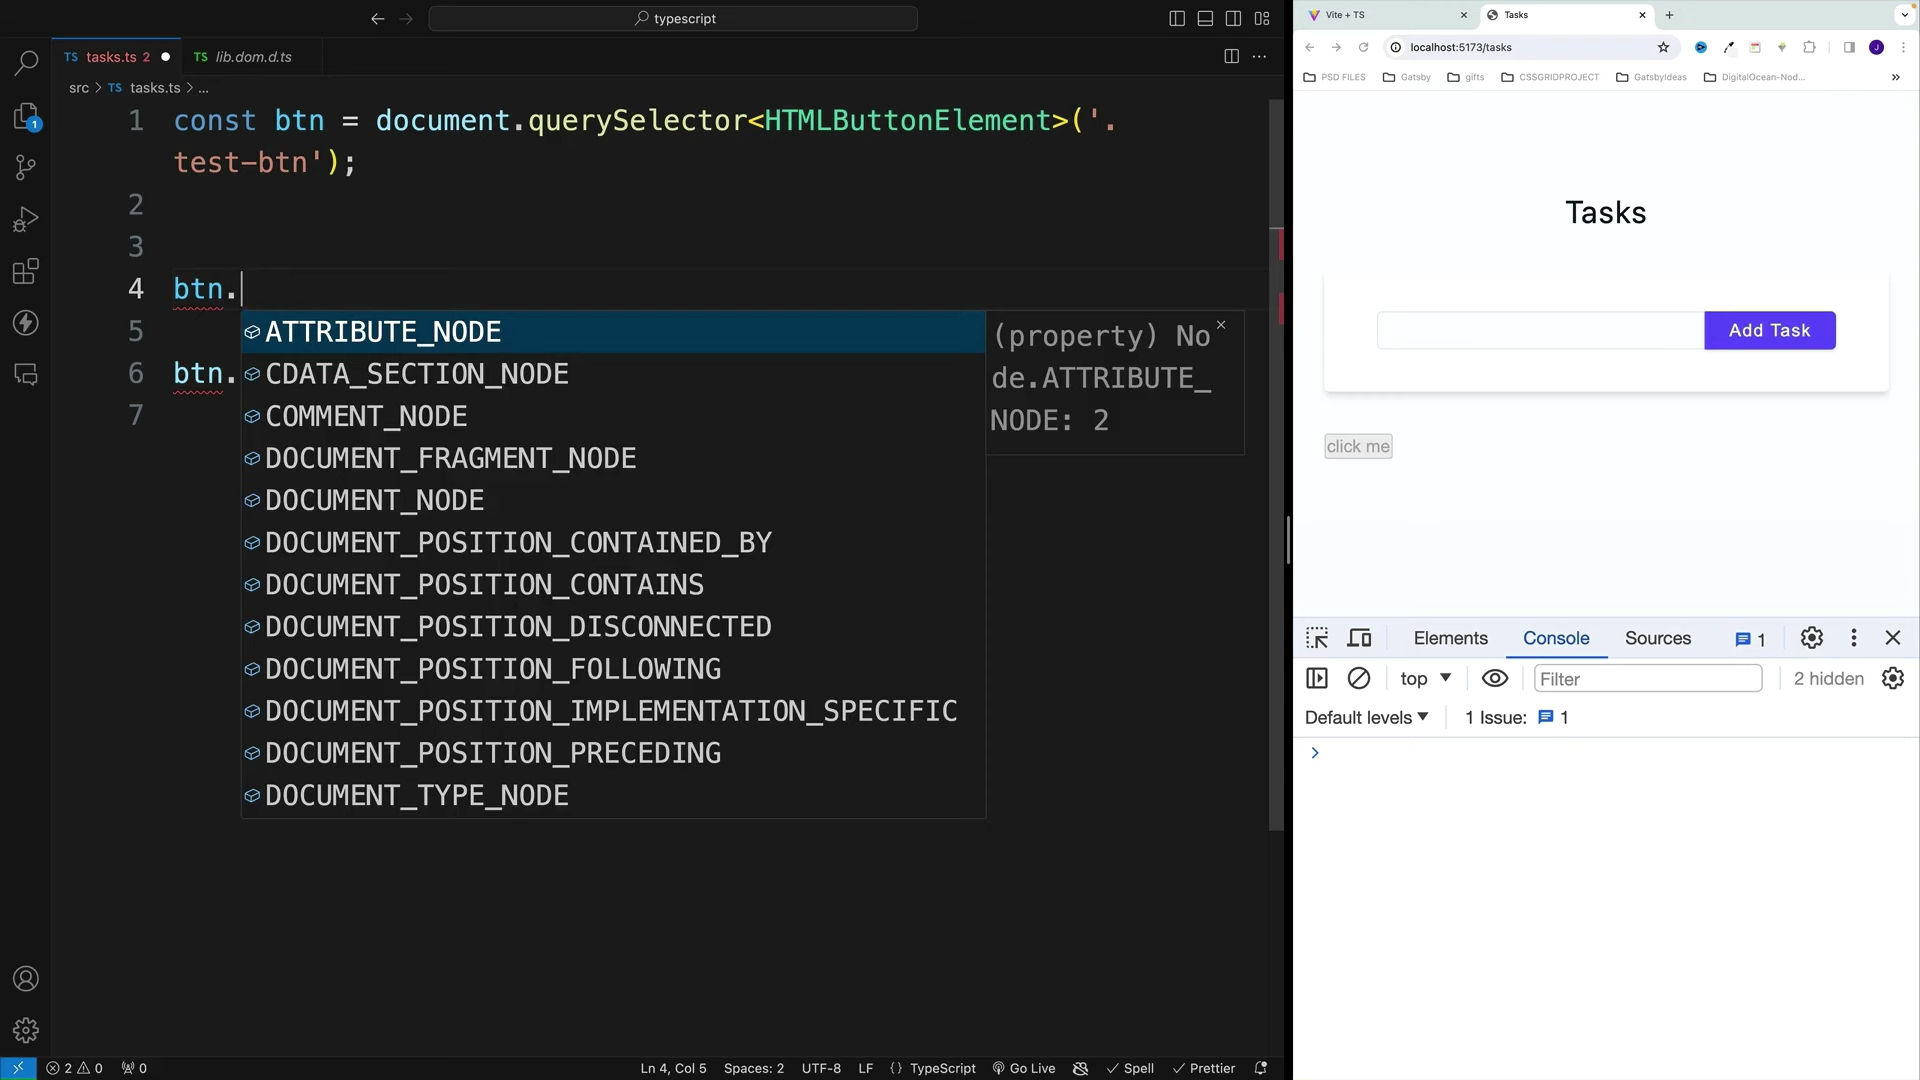 typescript
TS tasks.ts 2
TS lib.dom.d.ts
src > TS tasks.ts > ...
1 const btn = document.querySelector<HTMLButtonElement>('.
test-btn');
2
3
4 btn.
5
6 btn.
7
ATTRIBUTE_NODE
CDATA_SECTION_NODE
COMMENT_NODE
DOCUMENT_FRAGMENT_NODE
DOCUMENT_NODE
DOCUMENT_POSITION_CONTAINED_BY
DOCUMENT_POSITION_CONTAINS
DOCUMENT_POSITION_DISCONNECTED
DOCUMENT_POSITION_FOLLOWING
DOCUMENT_POSITION_IMPLEMENTATION_SPECIFIC
DOCUMENT_POSITION_PRECEDING
DOCUMENT_TYPE_NODE
(property) No
de.ATTRIBUTE_
NODE: 2
1
2 0 0 Ln 4, Col 5 Spaces: 2 UTF-8 LF {} TypeScript Go Live Spell Prettier
Vite + TS
Tasks
localhost:5173/tasks
J
PSD FILES Gatsby gifts CSSGRIDPROJECT GatsbyIdeas DigitalOcean-Nod... »
Tasks
Add Task
click me
Elements Console Sources 1
top Filter 2 hidden
Default levels 1 Issue: 1
>